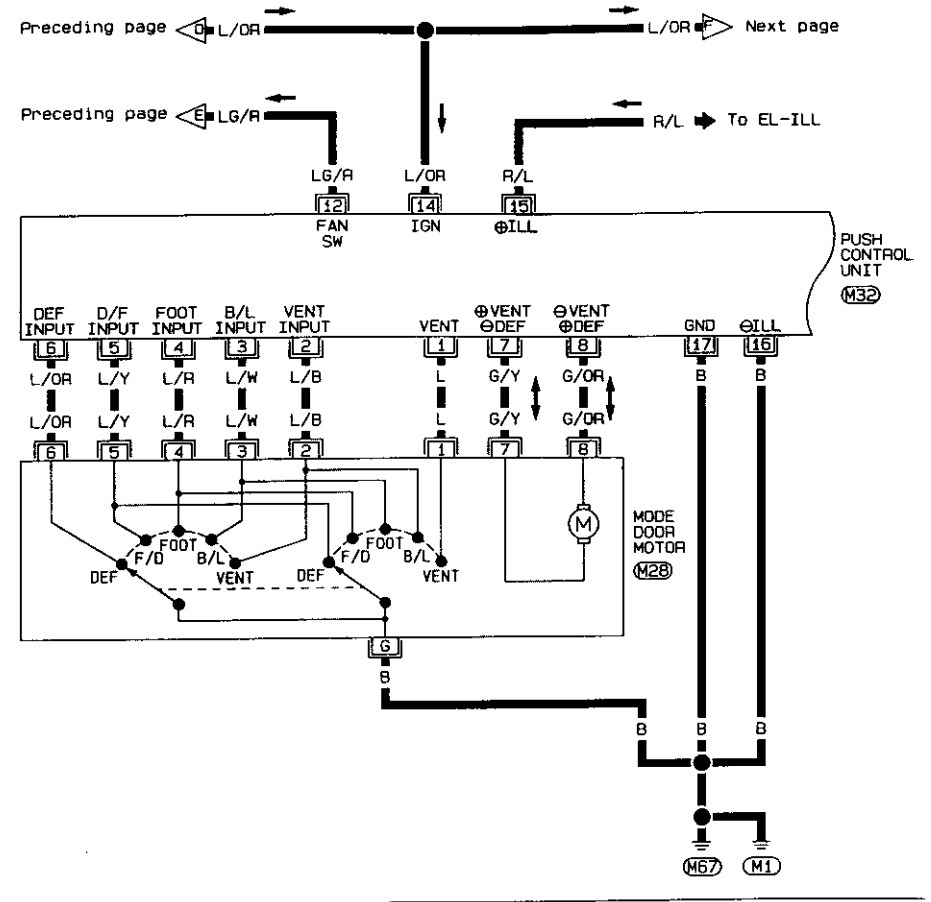 Preceding page D L/OR L/OR F Next page
Preceding page E LG/R R/L To EL-ILL
LG/R L/OR R/L
12 14 15
FAN SW IGN ⊕ILL
PUSH CONTROL UNIT
M32
DEF INPUT D/F INPUT FOOT INPUT B/L INPUT VENT INPUT VENT ⊕VENT ⊖DEF ⊖VENT ⊕DEF GND ⊖ILL
6 5 4 3 2 1 7 8 17 16
L/OR L/Y L/R L/W L/B L G/Y G/OR B B
L/OR L/Y L/R L/W L/B L G/Y G/OR
6 5 4 3 2 1 7 8
M
MODE DOOR MOTOR
M28
DEF F/D FOOT B/L VENT DEF F/D FOOT B/L VENT
G
B
B B B
M67 M1